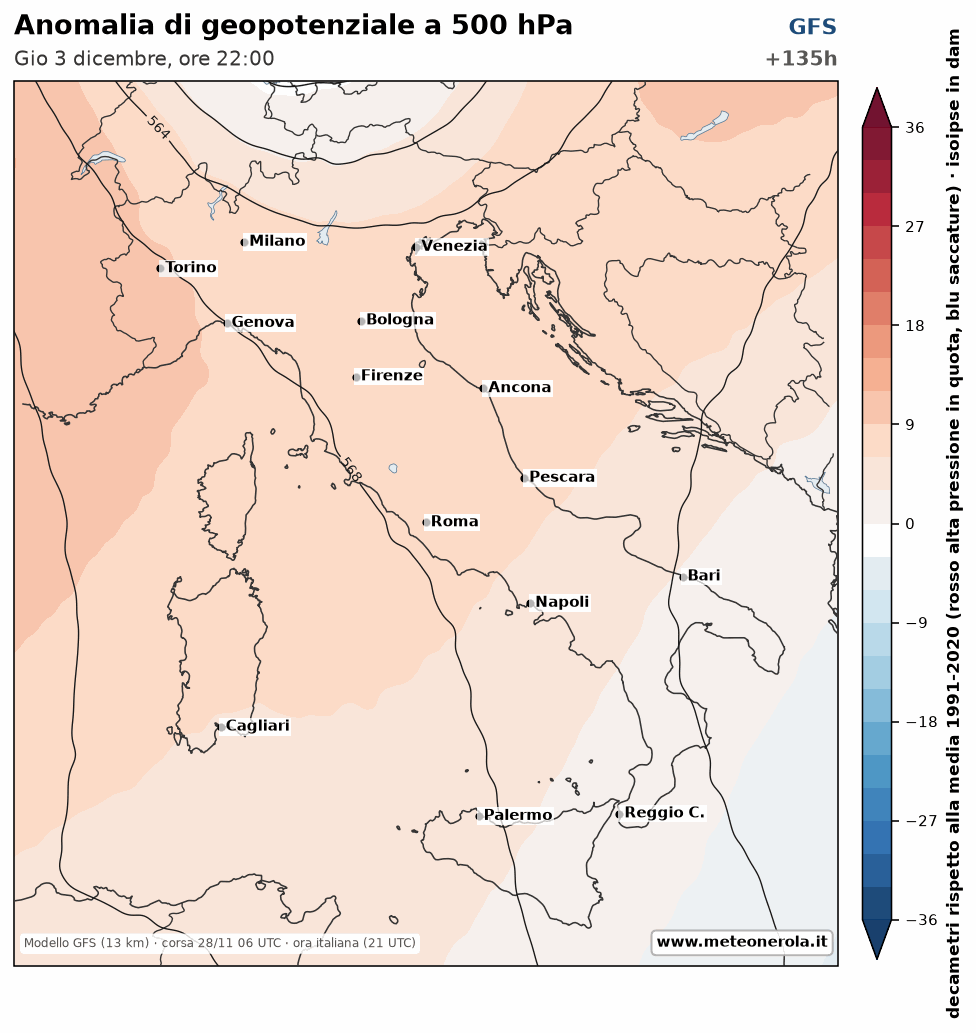 Anomalia di geopotenziale a 500 hPa
GFS
Gio 3 dicembre, ore 22:00
+135h
564
Milano
Venezia
Torino
Genova
Bologna
Firenze
Ancona
568
Pescara
Roma
Bari
Napoli
Cagliari
Palermo
Reggio C.
Modello GFS (13 km) · corsa 28/11 06 UTC · ora italiana (21 UTC)
www.meteonerola.it
36
27
18
9
0
−9
−18
−27
−36
decametri rispetto alla media 1991-2020 (rosso alta pressione in quota, blu saccature) · isoipse in dam